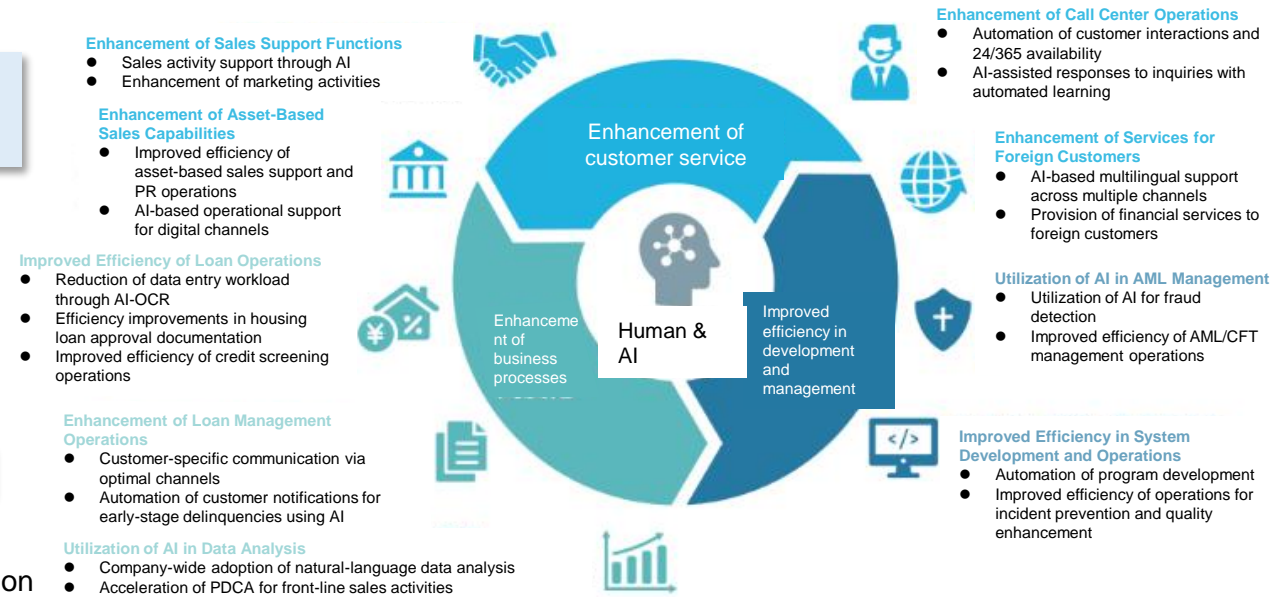 Enhancement of Sales Support Functions
● Sales activity support through AI
● Enhancement of marketing activities
Enhancement of Asset-Based
Sales Capabilities
● Improved efficiency of
asset-based sales support and
PR operations
● AI-based operational support
for digital channels
Improved Efficiency of Loan Operations
● Reduction of data entry workload
through AI-OCR
● Efficiency improvements in housing
loan approval documentation
● Improved efficiency of credit screening
operations
Enhancement of Loan Management
Operations
● Customer-specific communication via
optimal channels
● Automation of customer notifications for
early-stage delinquencies using AI
Utilization of AI in Data Analysis
● Company-wide adoption of natural-language data analysis
● Acceleration of PDCA for front-line sales activities
on
Enhancement of
customer service
Enhanceme
nt of
business
processes
Human &
AI
Improved
efficiency in
development
and
management
¥ %
</>
Enhancement of Call Center Operations
● Automation of customer interactions and
24/365 availability
● AI-assisted responses to inquiries with
automated learning
Enhancement of Services for
Foreign Customers
● AI-based multilingual support
across multiple channels
● Provision of financial services to
foreign customers
Utilization of AI in AML Management
● Utilization of AI for fraud
detection
● Improved efficiency of AML/CFT
management operations
Improved Efficiency in System
Development and Operations
● Automation of program development
● Improved efficiency of operations for
incident prevention and quality
enhancement